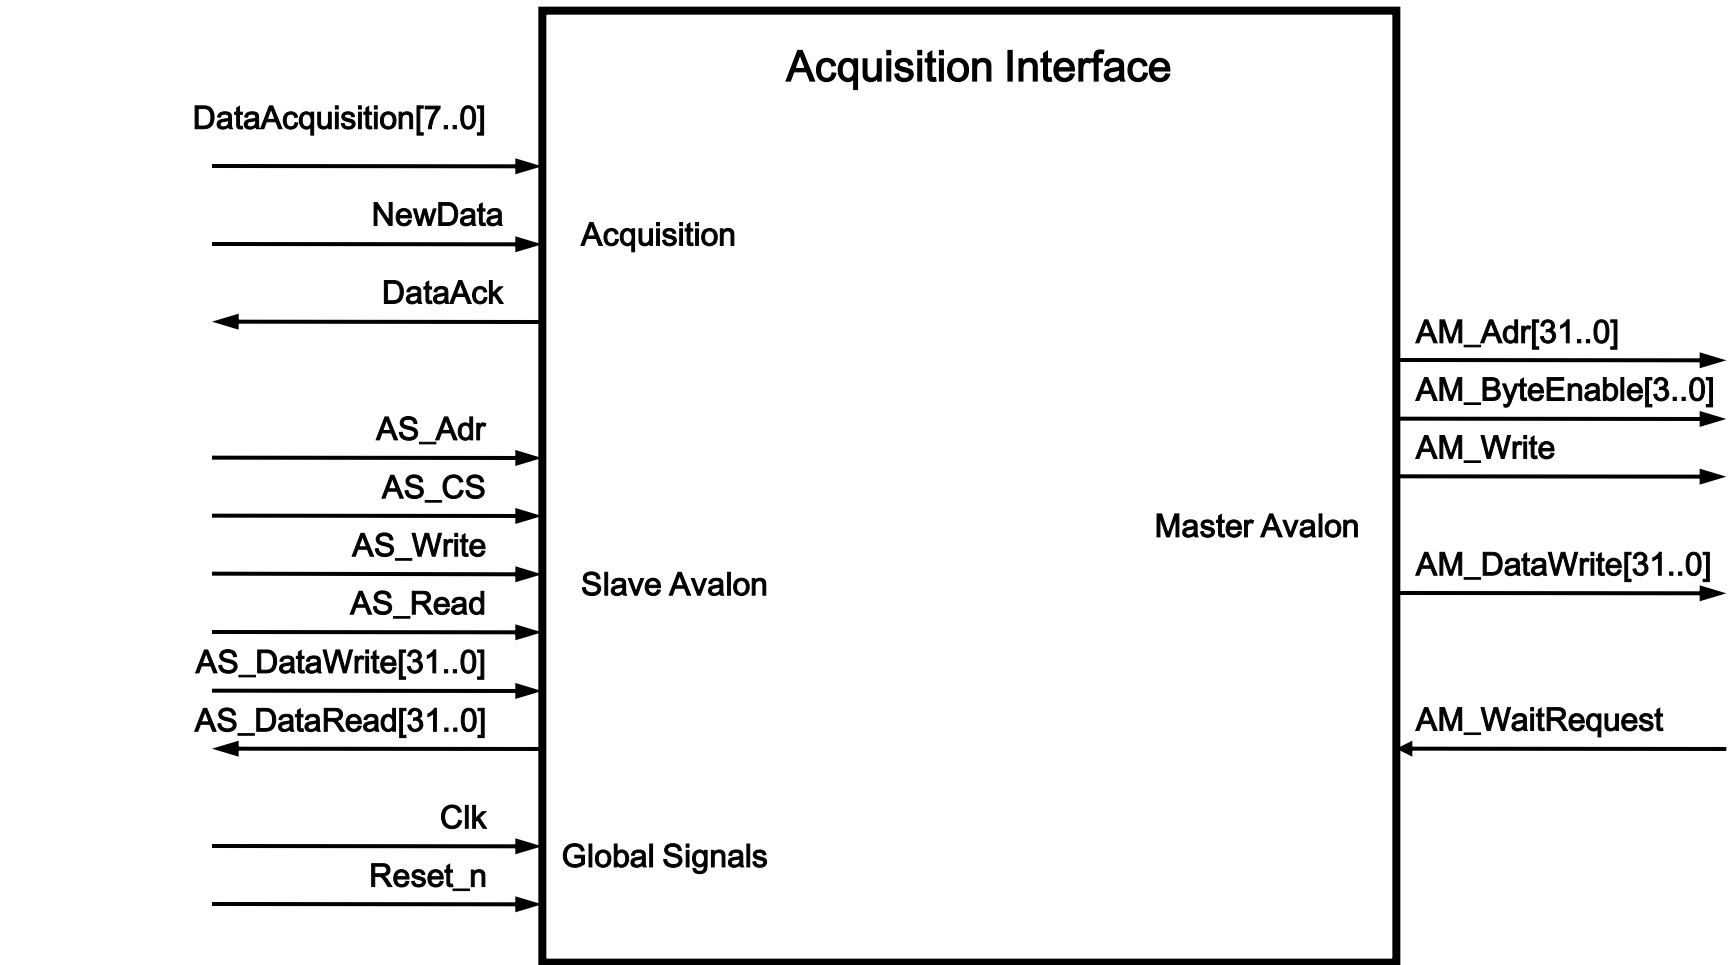 Acquisition Interface
DataAcquisition[7..0]
NewData
Acquisition
DataAck
AM_Adr[31..0]
AM_ByteEnable[3..0]
AS_Adr
AM_Write
AS_CS
Master Avalon
AS_Write
AM_DataWrite[31..0]
Slave Avalon
AS_Read
AS_DataWrite[31..0]
AS_DataRead[31..0]
AM_WaitRequest
Clk
Global Signals
Reset_n